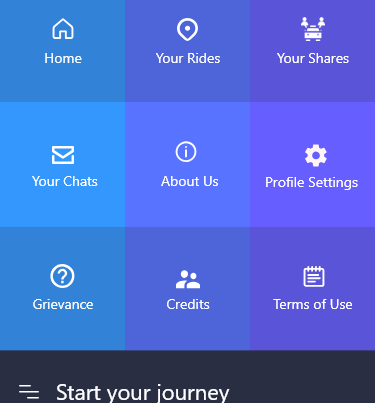 Home
Your Rides
Your Shares
Your Chats
About Us
Profile Settings
Grievance
Credits
Terms of Use
Start your journey